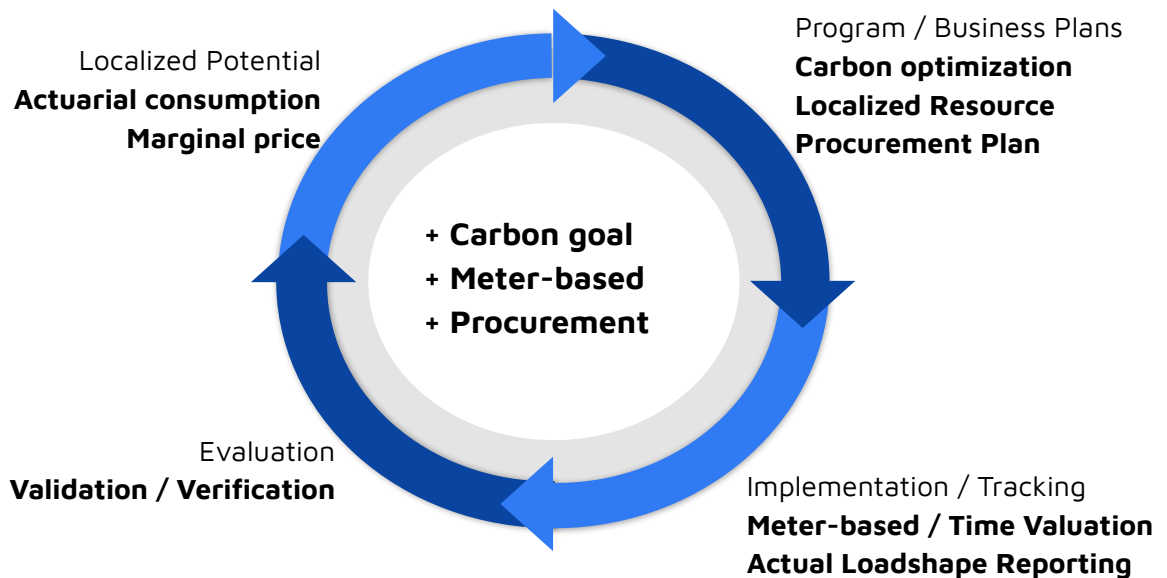 Localized Potential
Actuarial consumption
Marginal price
Program / Business Plans
Carbon optimization
Localized Resource
Procurement Plan
+ Carbon goal
+ Meter-based
+ Procurement
Evaluation
Validation / Verification
Implementation / Tracking
Meter-based / Time Valuation
Actual Loadshape Reporting